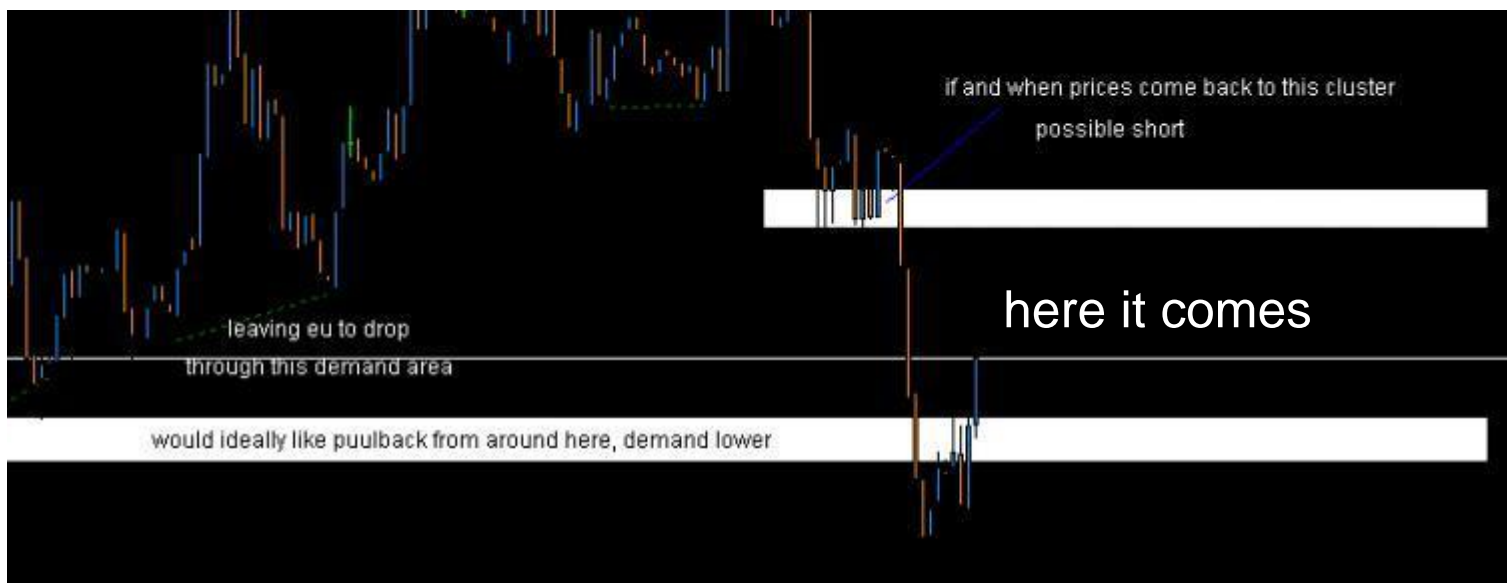 if and when prices come back to this cluster
possible short
here it comes
leaving eu to drop
through this demand area
would ideally like puulback from around here, demand lower